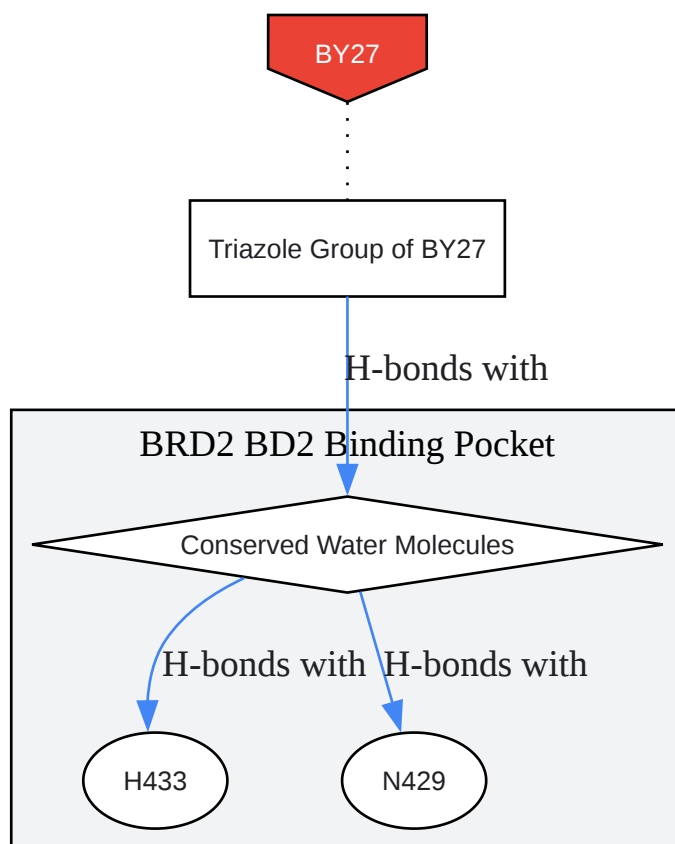 BY27
Triazole Group of BY27
H-bonds with
BRD2 BD2 Binding Pocket
Conserved Water Molecules
H-bonds with H-bonds with
H433 N429